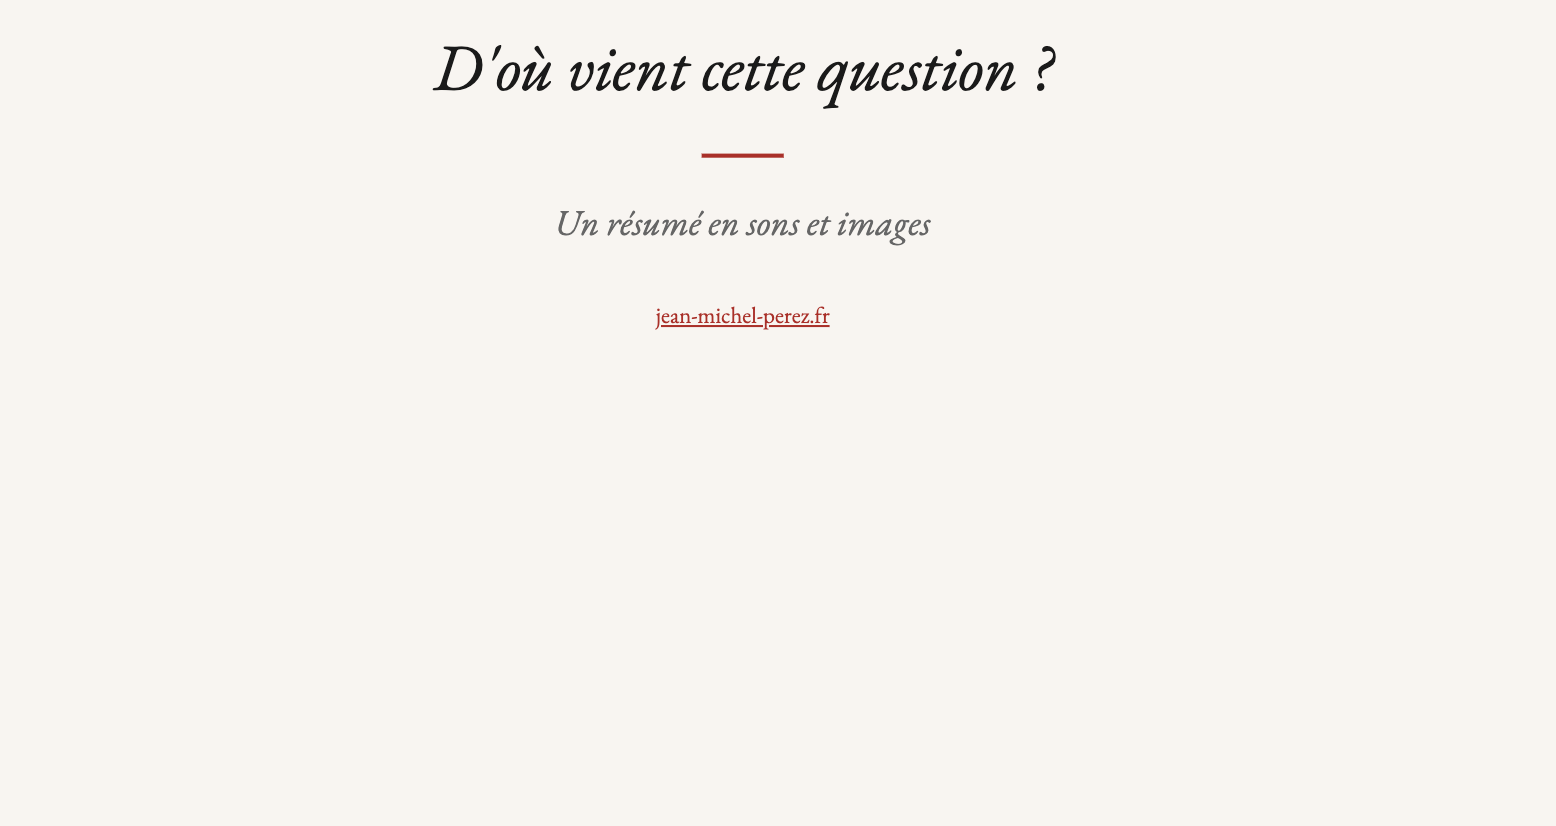 D'où vient cette question ?
Un résumé en sons et images
jean-michel-perez.fr